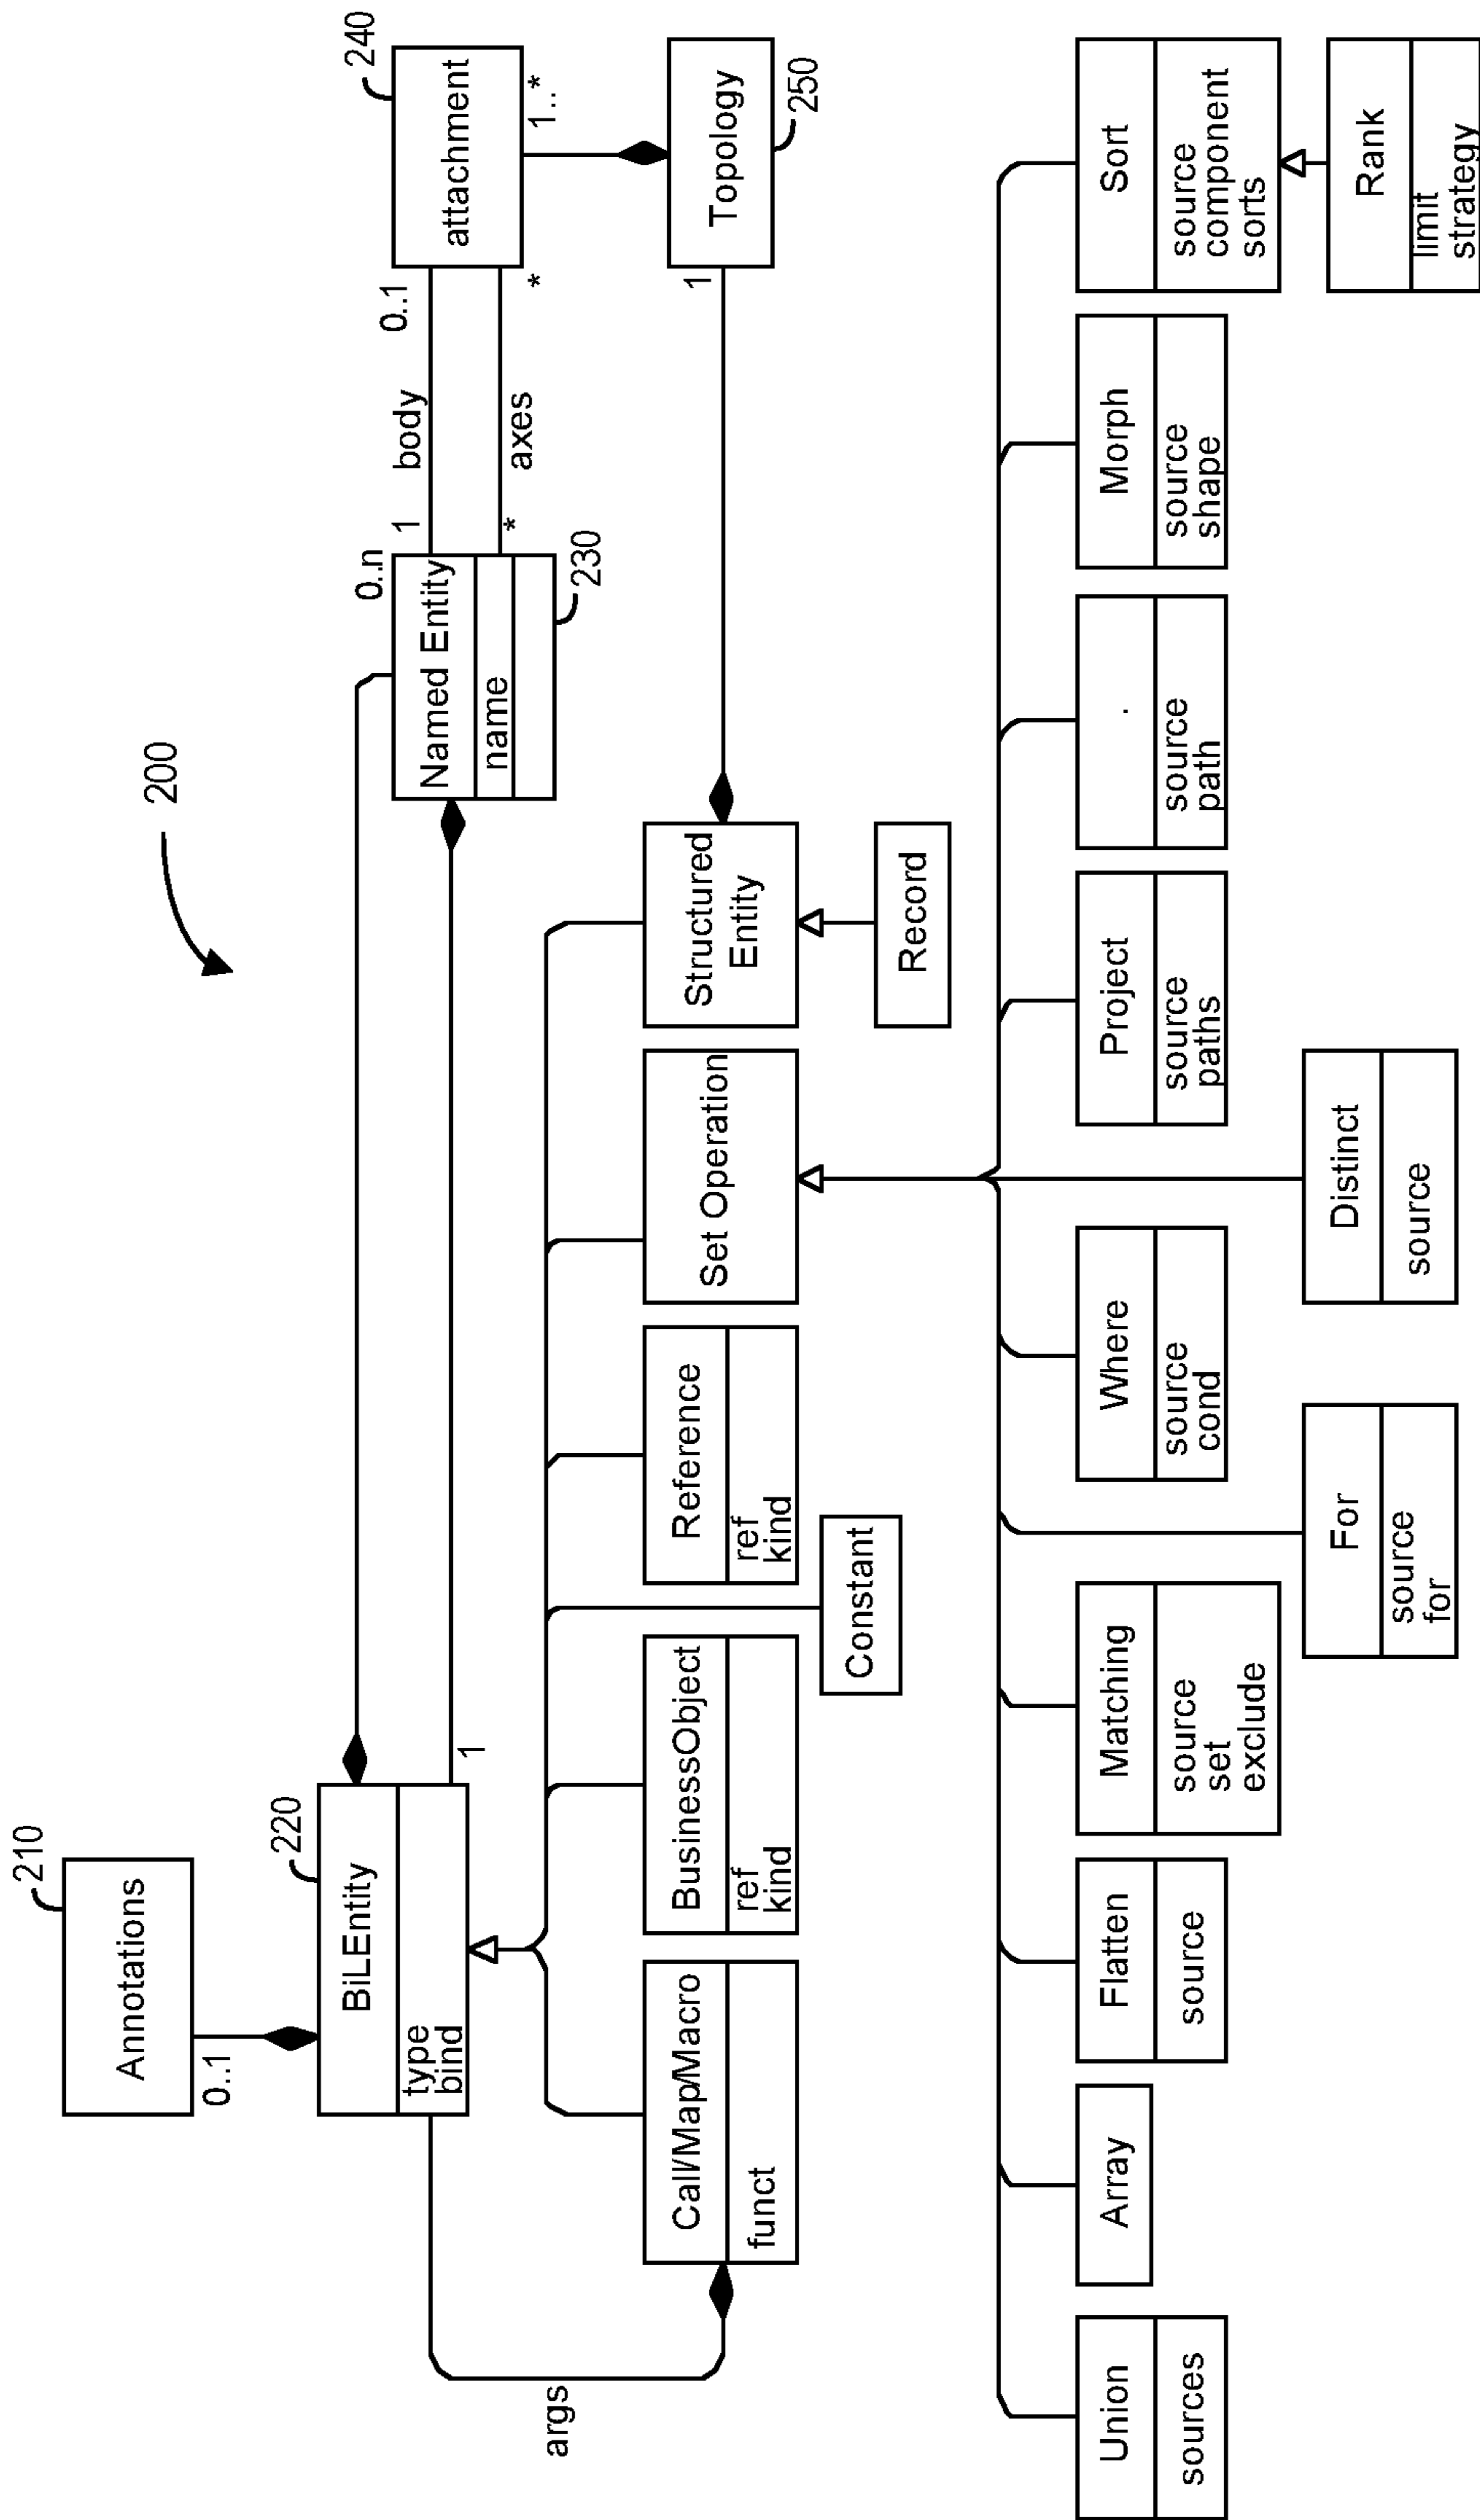 200
210
Annotations
0..1
220
BiLEntity
type
bind
1
0..n
Named Entity
name
230
1
body
0..1
*
axes
*
240
attachment
1..*
Topology
250
1
args
Call/MapMacro
funct
BusinessObject
ref
kind
Constant
Reference
ref
kind
Set Operation
Structured
Entity
Record
Union
sources
Array
Flatten
source
Matching
source
set
exclude
For
source
for
Where
source
cond
Distinct
source
Project
source
paths
.
source
path
Morph
source
shape
Sort
source
component
sorts
Rank
limit
strategy